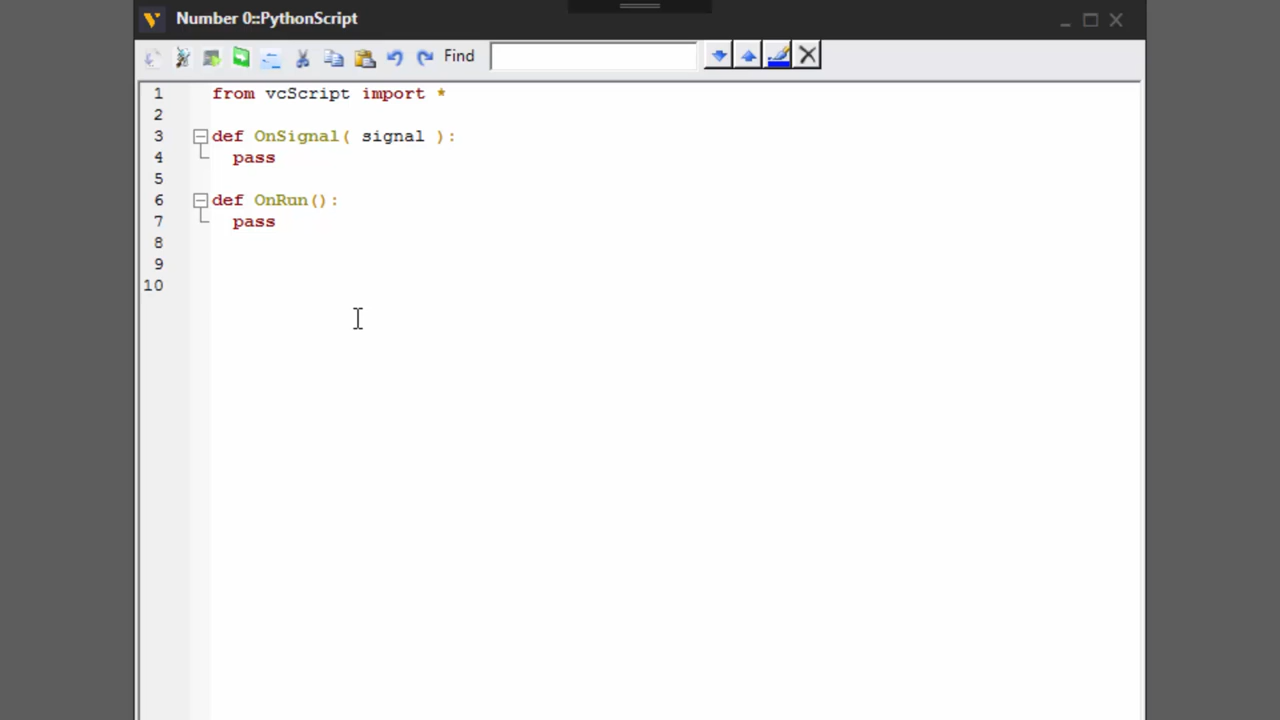 Number 0::PythonScript
Find
1 from vcScript import *
2
3 def OnSignal( signal ):
4 pass
5
6 def OnRun():
7 pass
8
9
10